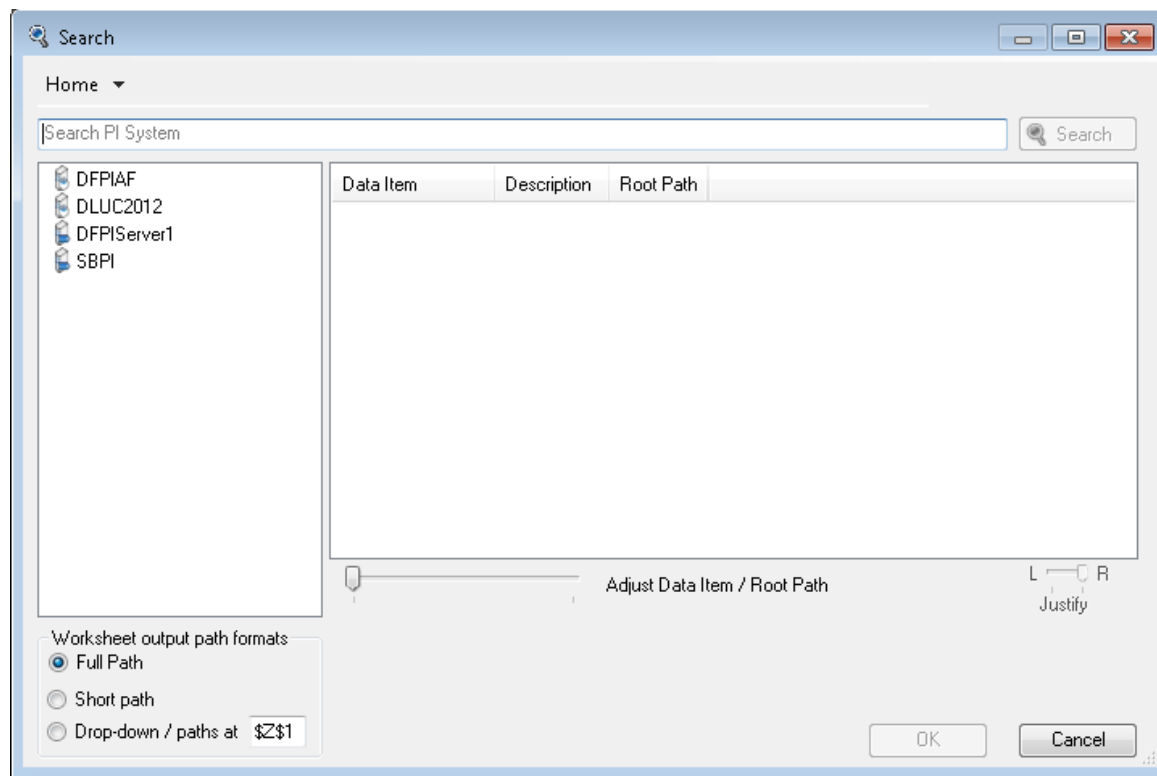 Search
Home
Search PI System
Search
DFPIAF
DLUC2012
DFPIServer1
SBPI
Data Item Description Root Path
Adjust Data Item / Root Path
L R
Justify
Worksheet output path formats
Full Path
Short path
Drop-down / paths at $Z$1
OK Cancel